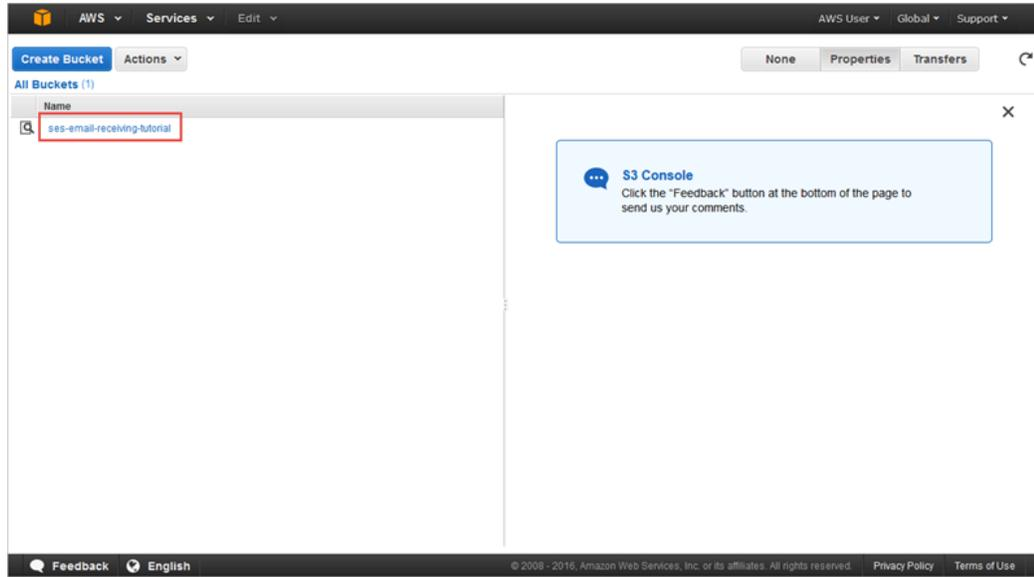 AWS Services Edit AWS User Global Support
Create Bucket Actions None Properties Transfers
All Buckets (1)
Name
ses-email-receiving-tutorial
S3 Console
Click the "Feedback" button at the bottom of the page to
send us your comments.
Feedback English © 2008 - 2016, Amazon Web Services, Inc. or its affiliates. All rights reserved. Privacy Policy Terms of Use